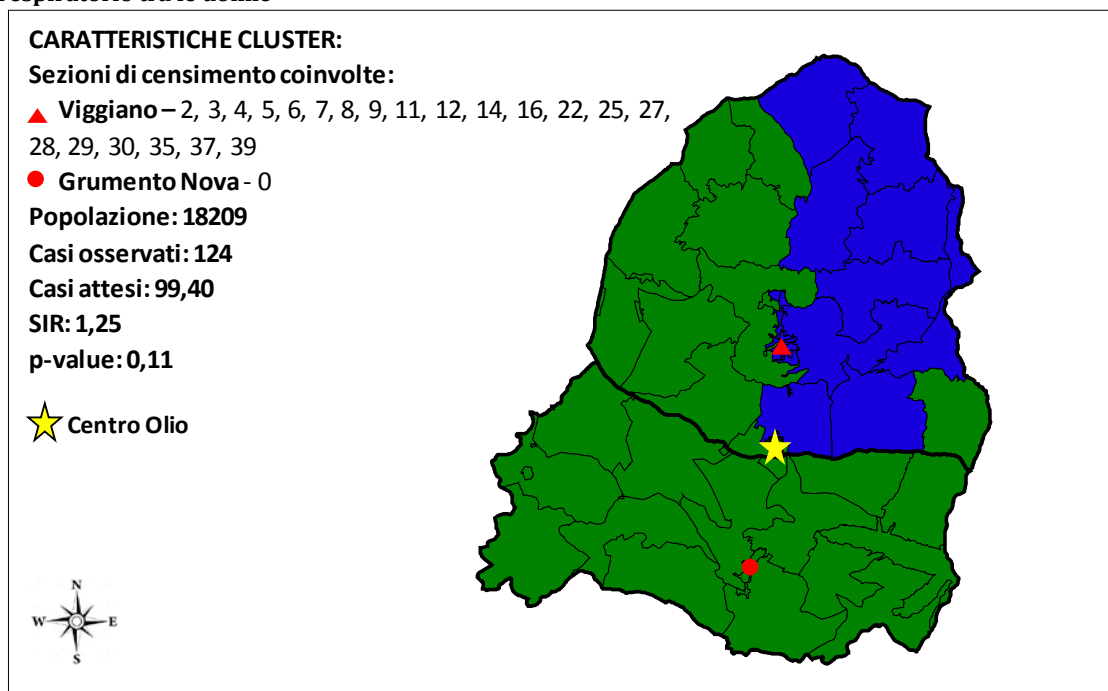 CARATTERISTICHE CLUSTER:
Sezioni di censimento coinvolte:
Viggiano – 2, 3, 4, 5, 6, 7, 8, 9, 11, 12, 14, 16, 22, 25, 27,
28, 29, 30, 35, 37, 39
Grumento Nova - 0
Popolazione: 18209
Casi osservati: 124
Casi attesi: 99,40
SIR: 1,25
p-value: 0,11
Centro Olio
N
W E
S